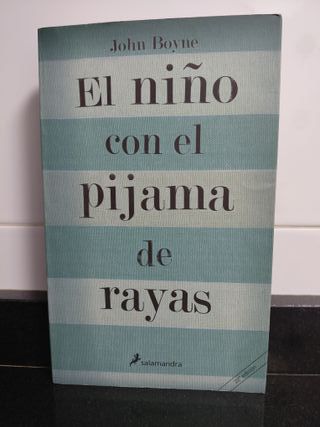 John Boyne
El niño
con el
pijama
de
rayas
salamandra